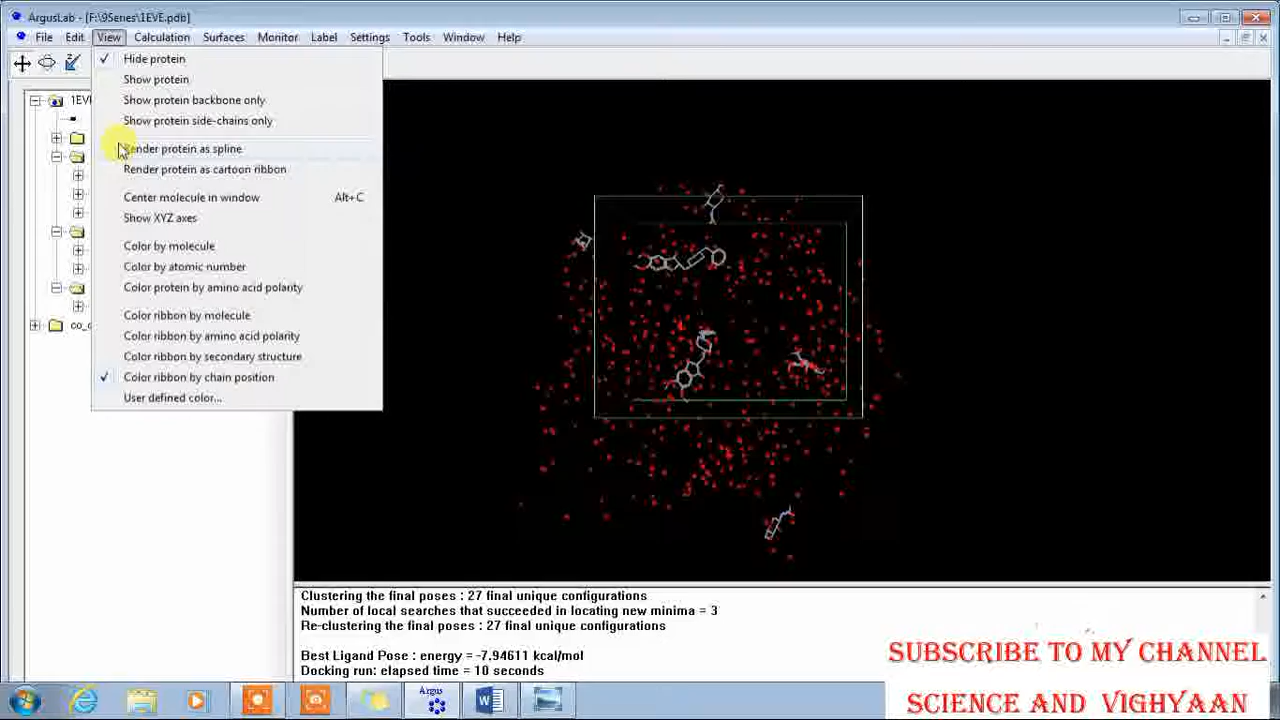 ArgusLab - [F:\9Series\1EVE.pdb]
File Edit View Calculation Surfaces Monitor Label Settings Tools Window Help
Hide protein
Show protein
Show protein backbone only
Show protein side-chains only
ender protein as spline
Render protein as cartoon ribbon
Center molecule in window Alt+C
Show XYZ axes
Color by molecule
Color by atomic number
Color protein by amino acid polarity
Color ribbon by molecule
Color ribbon by amino acid polarity
Color ribbon by secondary structure
Color ribbon by chain position
User defined color...
Clustering the final poses : 27 final unique configurations
Number of local searches that succeeded in locating new minima = 3
Re-clustering the final poses : 27 final unique configurations
Best Ligand Pose : energy = -7.94611 kcal/mol
Docking run: elapsed time = 10 seconds
SUBSCRIBE TO MY CHANNEL
SCIENCE AND VIGHYAAN
Argus